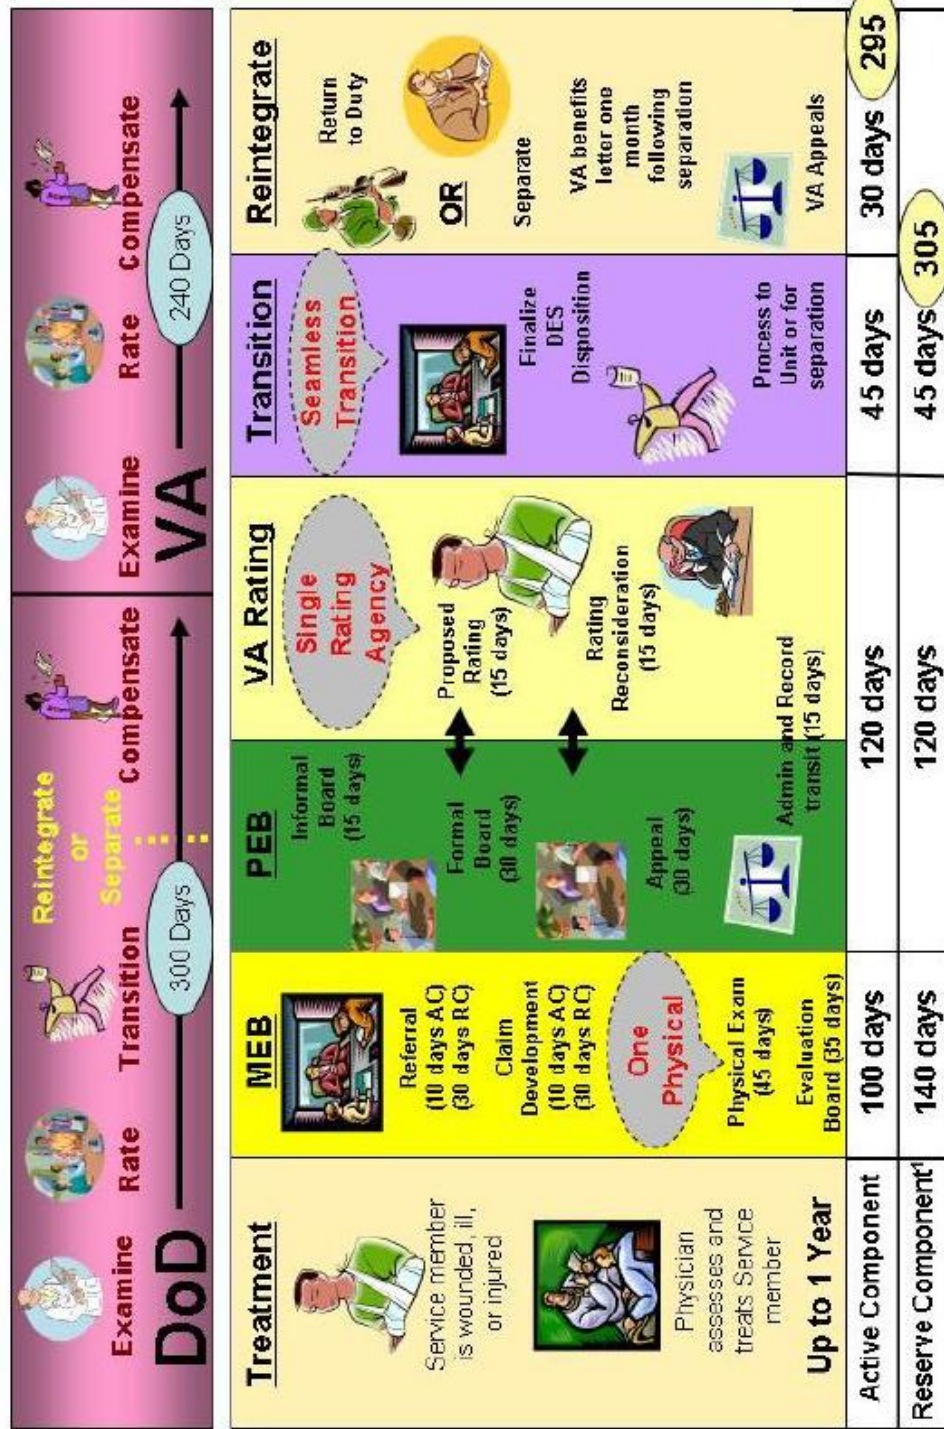 Reintegrate
or
Separate
Examine
Rate
Transition
Compensate
DoD
300 Days
Examine
Rate
Compensate
VA
240 Days
Treatment
Service member
is wounded, ill,
or injured
Physician
assesses and
treats Service
member
Up to 1 Year
MEB
Referral
(10 days AC)
(30 days RC)
Claim
Development
(10 days AC)
(30 days RC)
One
Physical
Physical Exam
(45 days)
Evaluation
Board (35 days)
PEB
Informal
Board
(15 days)
Formal
Board
(30 days)
Appeal
(30 days)
Admin and Record
transit (15 days)
VA Rating
Single
Rating
Agency
Proposed
Rating
(15 days)
Rating
Reconsideration
(15 days)
Transition
Seamless
Transition
Finalize
DES
Disposition
Process to
Unit or for
separation
Reintegrate
Return
to Duty
OR
Separate
VA benefits
letter one
month
following
separation
VA Appeals
Active Component
100 days
120 days
45 days
30 days
295
Reserve Component¹
140 days
120 days
45 days
305